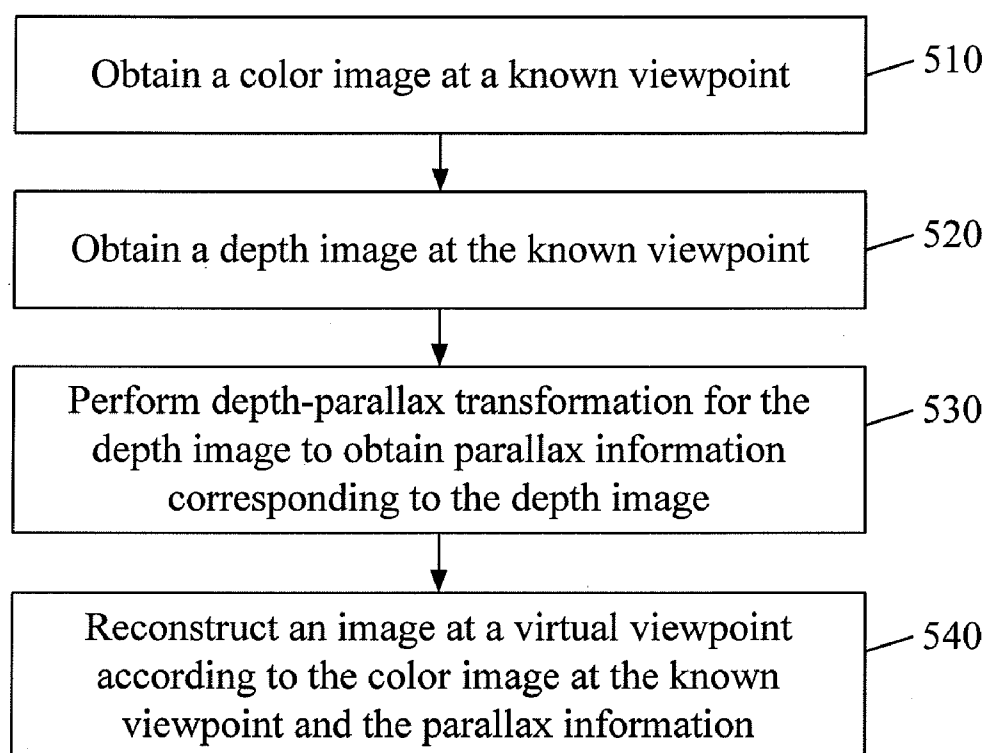 Obtain a color image at a known viewpoint
510
Obtain a depth image at the known viewpoint
520
Perform depth-parallax transformation for the
depth image to obtain parallax information
corresponding to the depth image
530
Reconstruct an image at a virtual viewpoint
according to the color image at the known
viewpoint and the parallax information
540